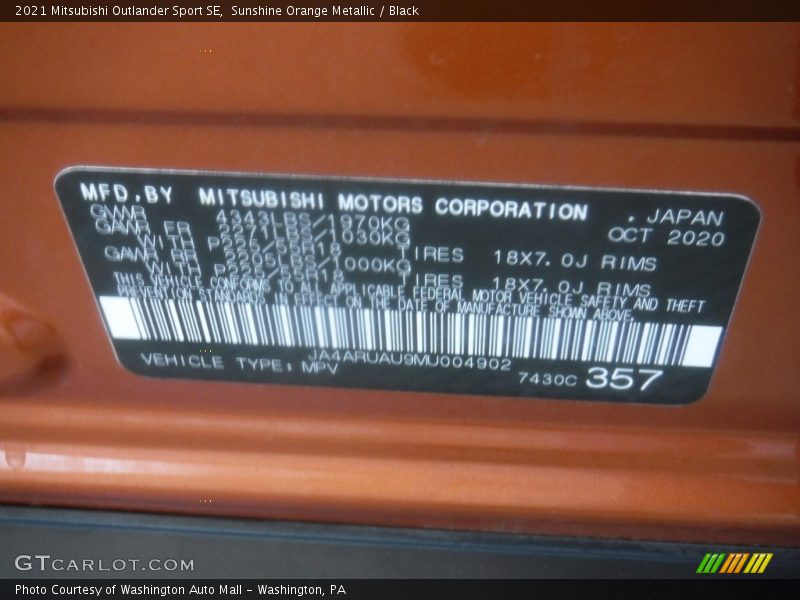 2021 Mitsubishi Outlander Sport SE, Sunshine Orange Metallic / Black
MFD.BY MITSUBISHI MOTORS CORPORATION . JAPAN
GVWR 4343LBS/1970KG OCT 2020
GAWR FR 2271LBS/1030KG
WITH P225/55R18 TIRES 18X7.0J RIMS
GAWR RR 2205LBS/1000KG
WITH P225/55R18 TIRES 18X7.0J RIMS
THIS VEHICLE CONFORMS TO ALL APPLICABLE FEDERAL MOTOR VEHICLE SAFETY AND THEFT
PREVENTION STANDARDS IN EFFECT ON THE DATE OF MANUFACTURE SHOWN ABOVE.
JA4ARUAU9MU004902
VEHICLE TYPE: MPV 7430C 357
GTCARLOT.COM
Photo Courtesy of Washington Auto Mall - Washington, PA